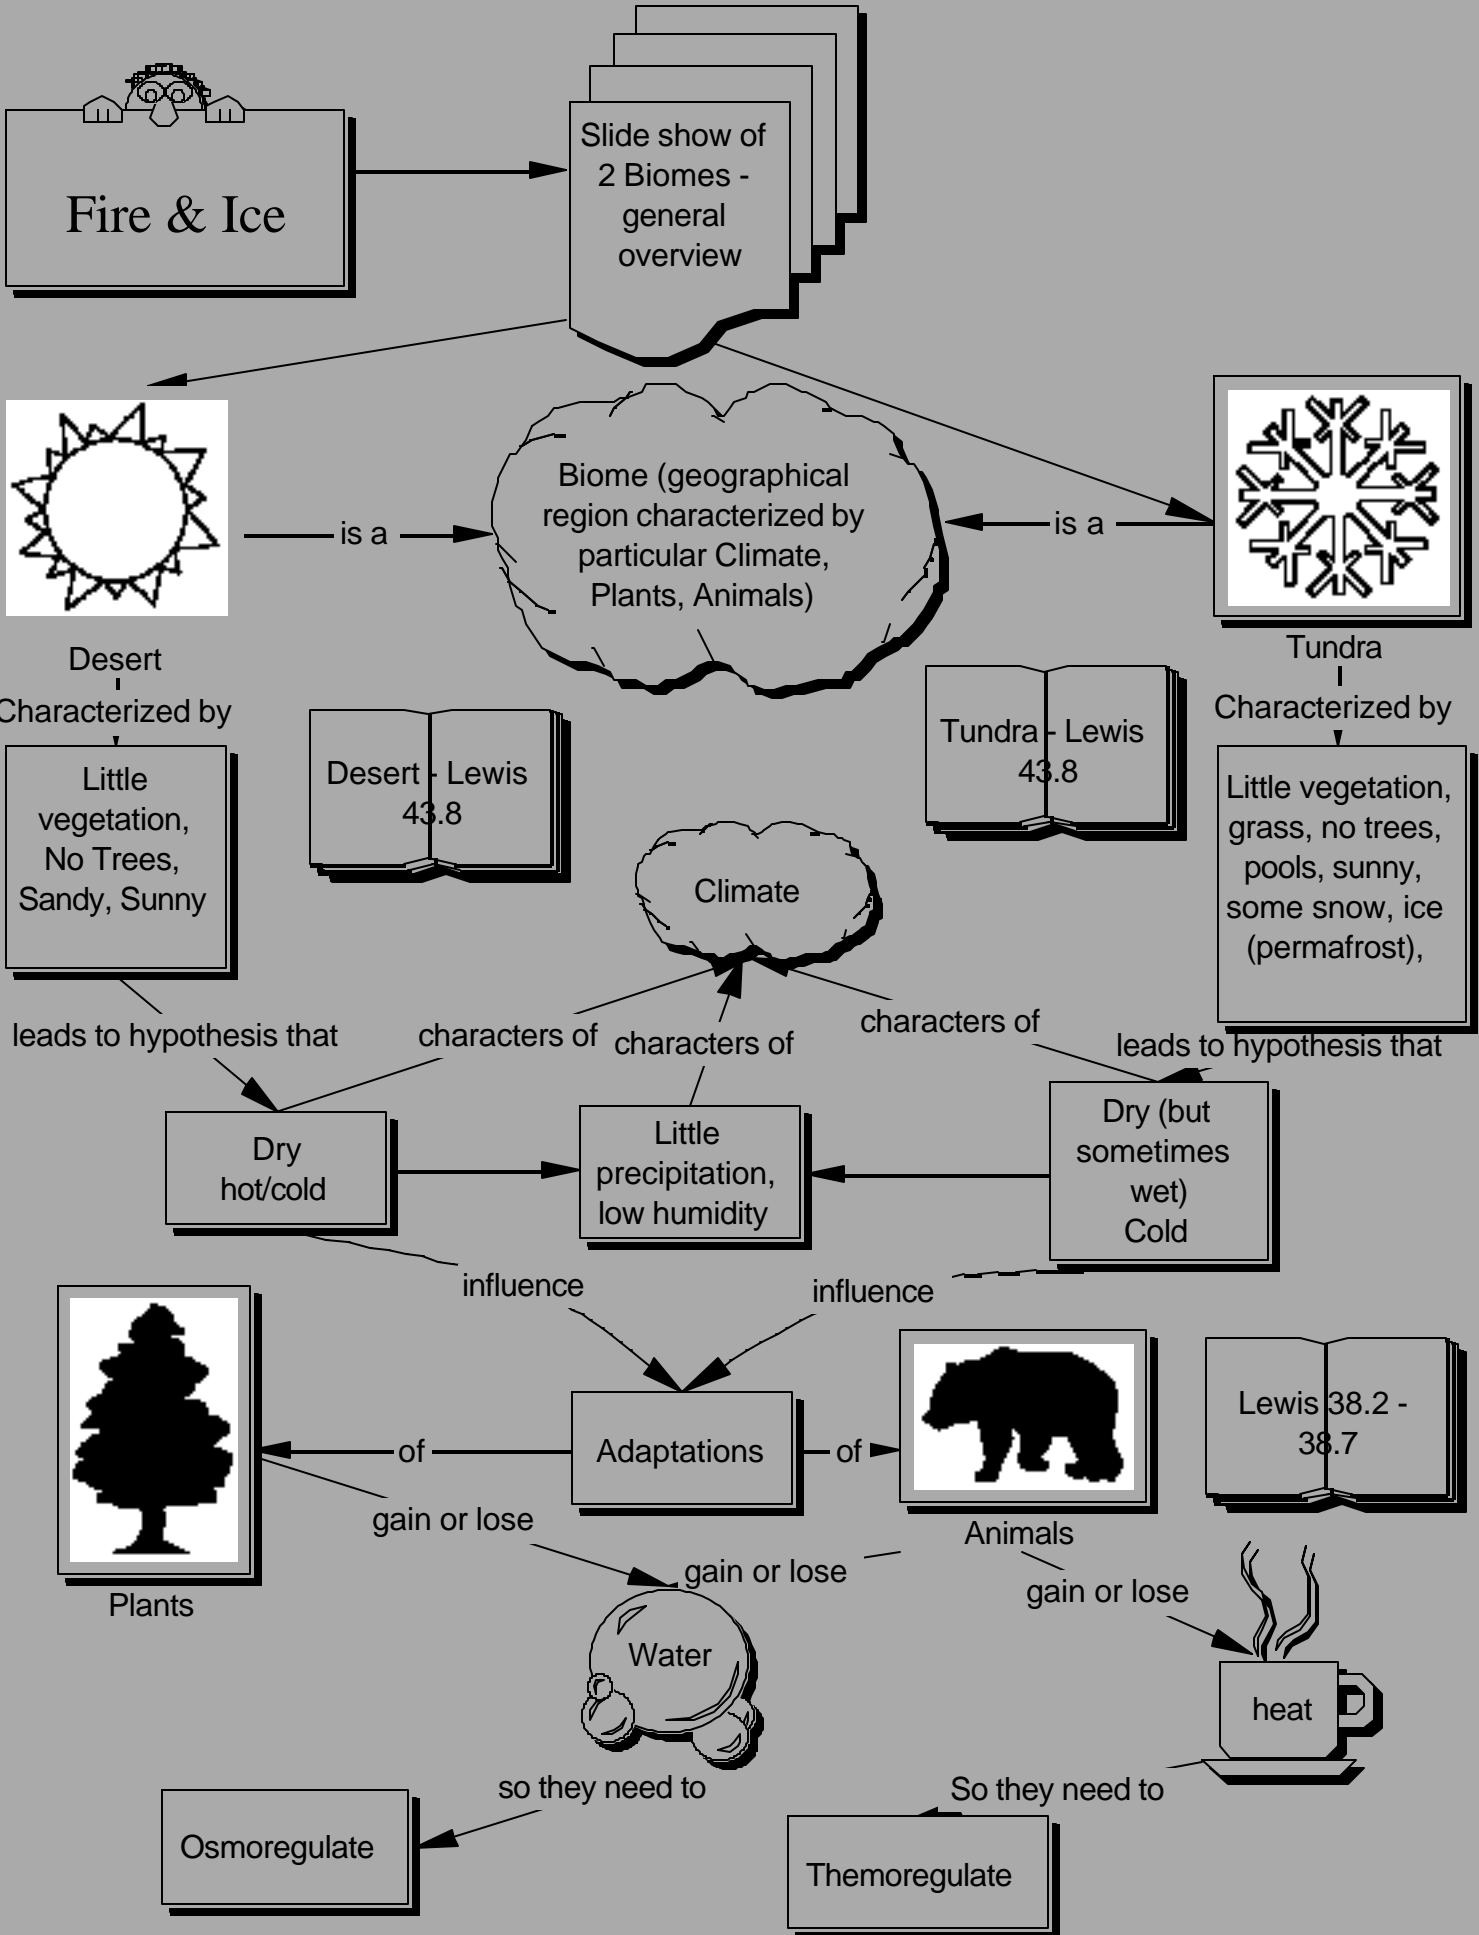 Fire & Ice
Slide show of
2 Biomes -
general
overview
Biome (geographical
region characterized by
particular Climate,
Plants, Animals)
is a
is a
Desert
Characterized by
Little
vegetation,
No Trees,
Sandy, Sunny
Desert - Lewis
43.8
Tundra - Lewis
43.8
Tundra
Characterized by
Little vegetation,
grass, no trees,
pools, sunny,
some snow, ice
(permafrost),
Climate
leads to hypothesis that
characters of
characters of
characters of
leads to hypothesis that
Dry
hot/cold
Little
precipitation,
low humidity
Dry (but
sometimes
wet)
Cold
influence
influence
of
Adaptations
of
Lewis 38.2 -
38.7
Plants
gain or lose
gain or lose
Animals
gain or lose
Water
heat
so they need to
So they need to
Osmoregulate
Themoregulate